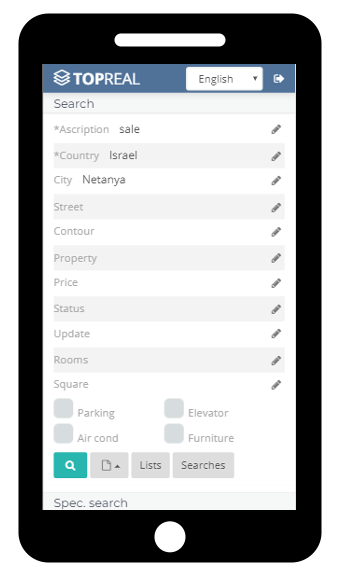 TOPREAL English
Search
*Ascription sale
*Country Israel
City Netanya
Street
Contour
Property
Price
Status
Update
Rooms
Square
Parking Elevator
Air cond Furniture
Lists Searches
Spec. search